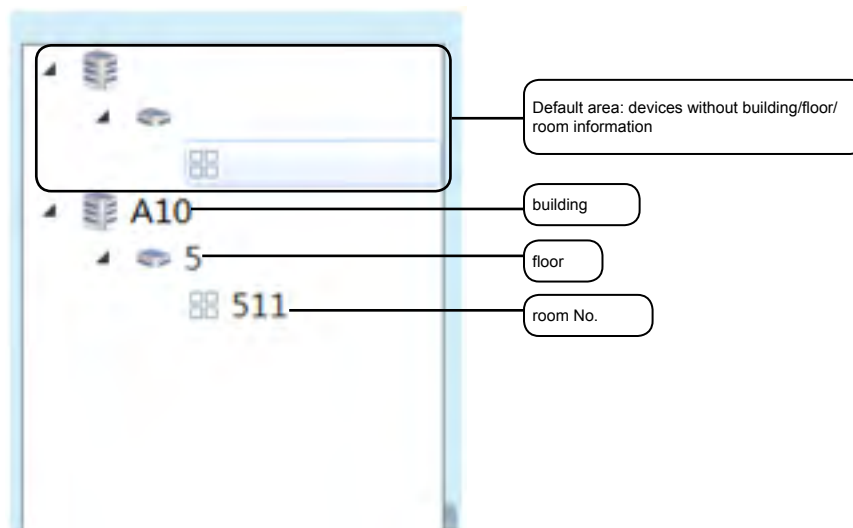 Default area: devices without building/floor/
room information
A10
building
5
floor
511
room No.